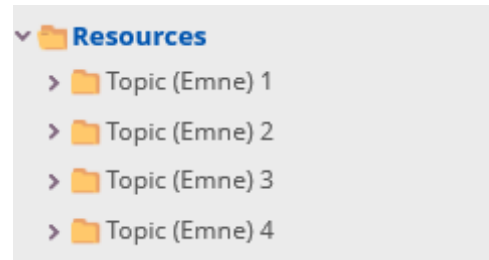 Resources
Topic (Emne) 1
Topic (Emne) 2
Topic (Emne) 3
Topic (Emne) 4